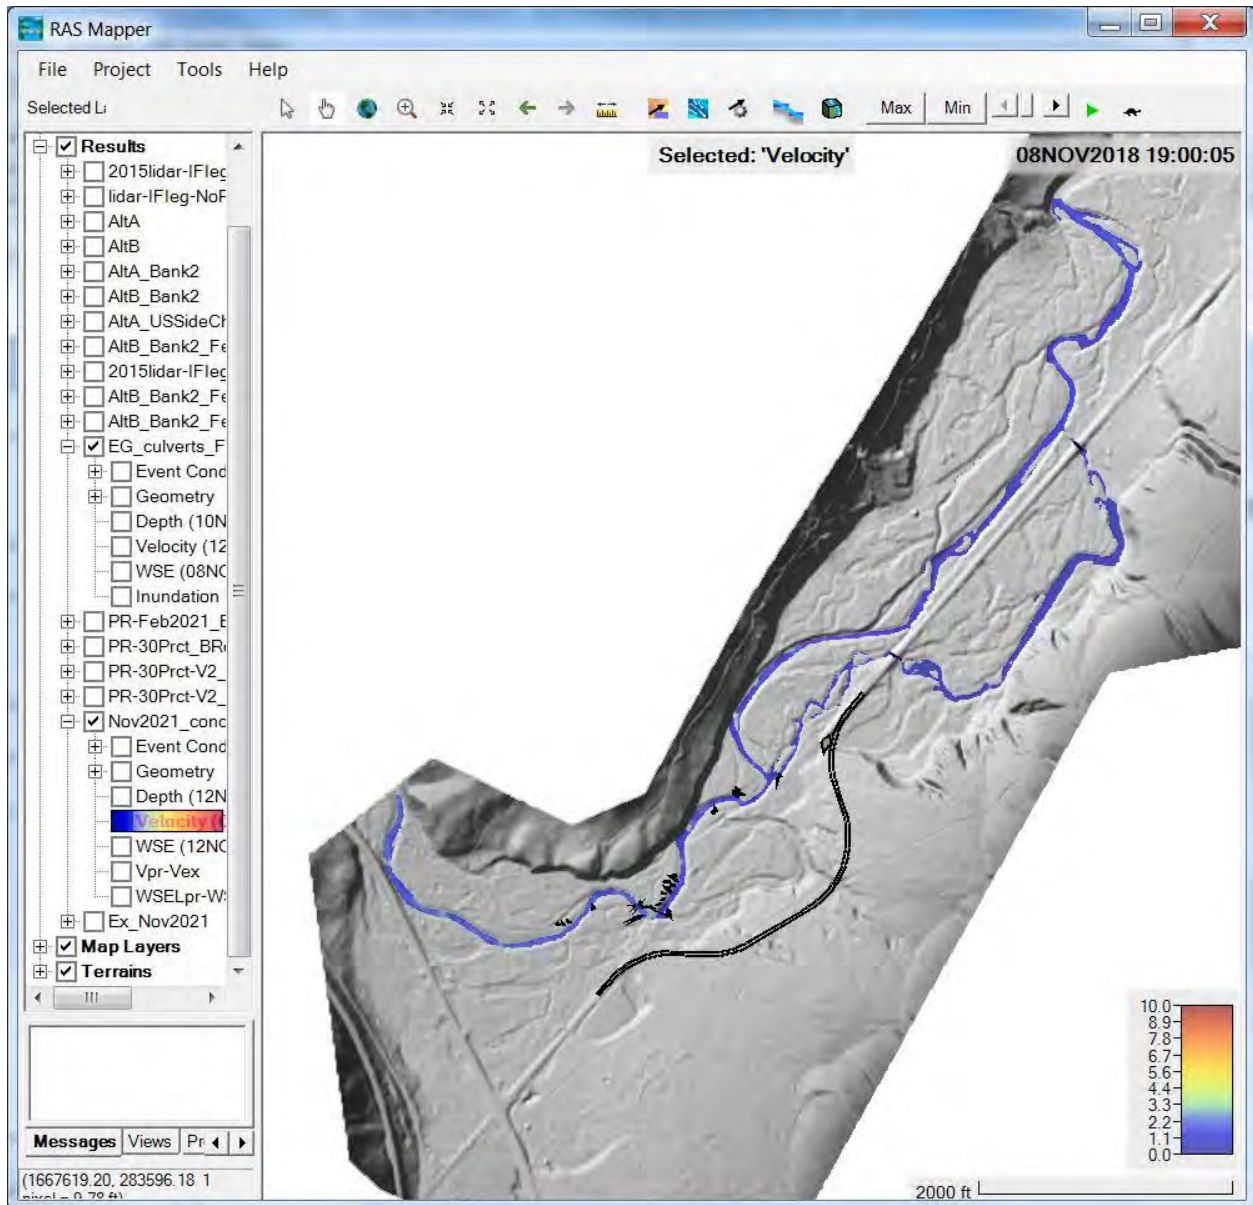 RAS Mapper
File Project Tools Help
Selected La
Max Min
Selected: 'Velocity'
08NOV2018 19:00:05
Results
2015lidar-IFleg
lidar-IFleg-NoF
AltA
AltB
AltA_Bank2
AltB_Bank2
AltA_USSideCh
AltB_Bank2_Fe
2015lidar-IFleg
AltB_Bank2_Fe
AltB_Bank2_Fe
EG_culverts_F
Event Cond
Geometry
Depth (10N
Velocity (12
WSE (08NO
Inundation
PR-Feb2021_E
PR-30Prct_BR
PR-30Prct-V2_
PR-30Prct-V2_
Nov2021_conc
Event Cond
Geometry
Depth (12N
Velocity (
WSE (12NO
Vpr-Vex
WSELpr-W
Ex_Nov2021
Map Layers
Terrains
10.0
8.9
7.8
6.7
5.6
4.4
3.3
2.2
1.1
0.0
Messages Views Pr
(1667619.20, 283596.18 1
pixel = 9.78 ft)
2000 ft